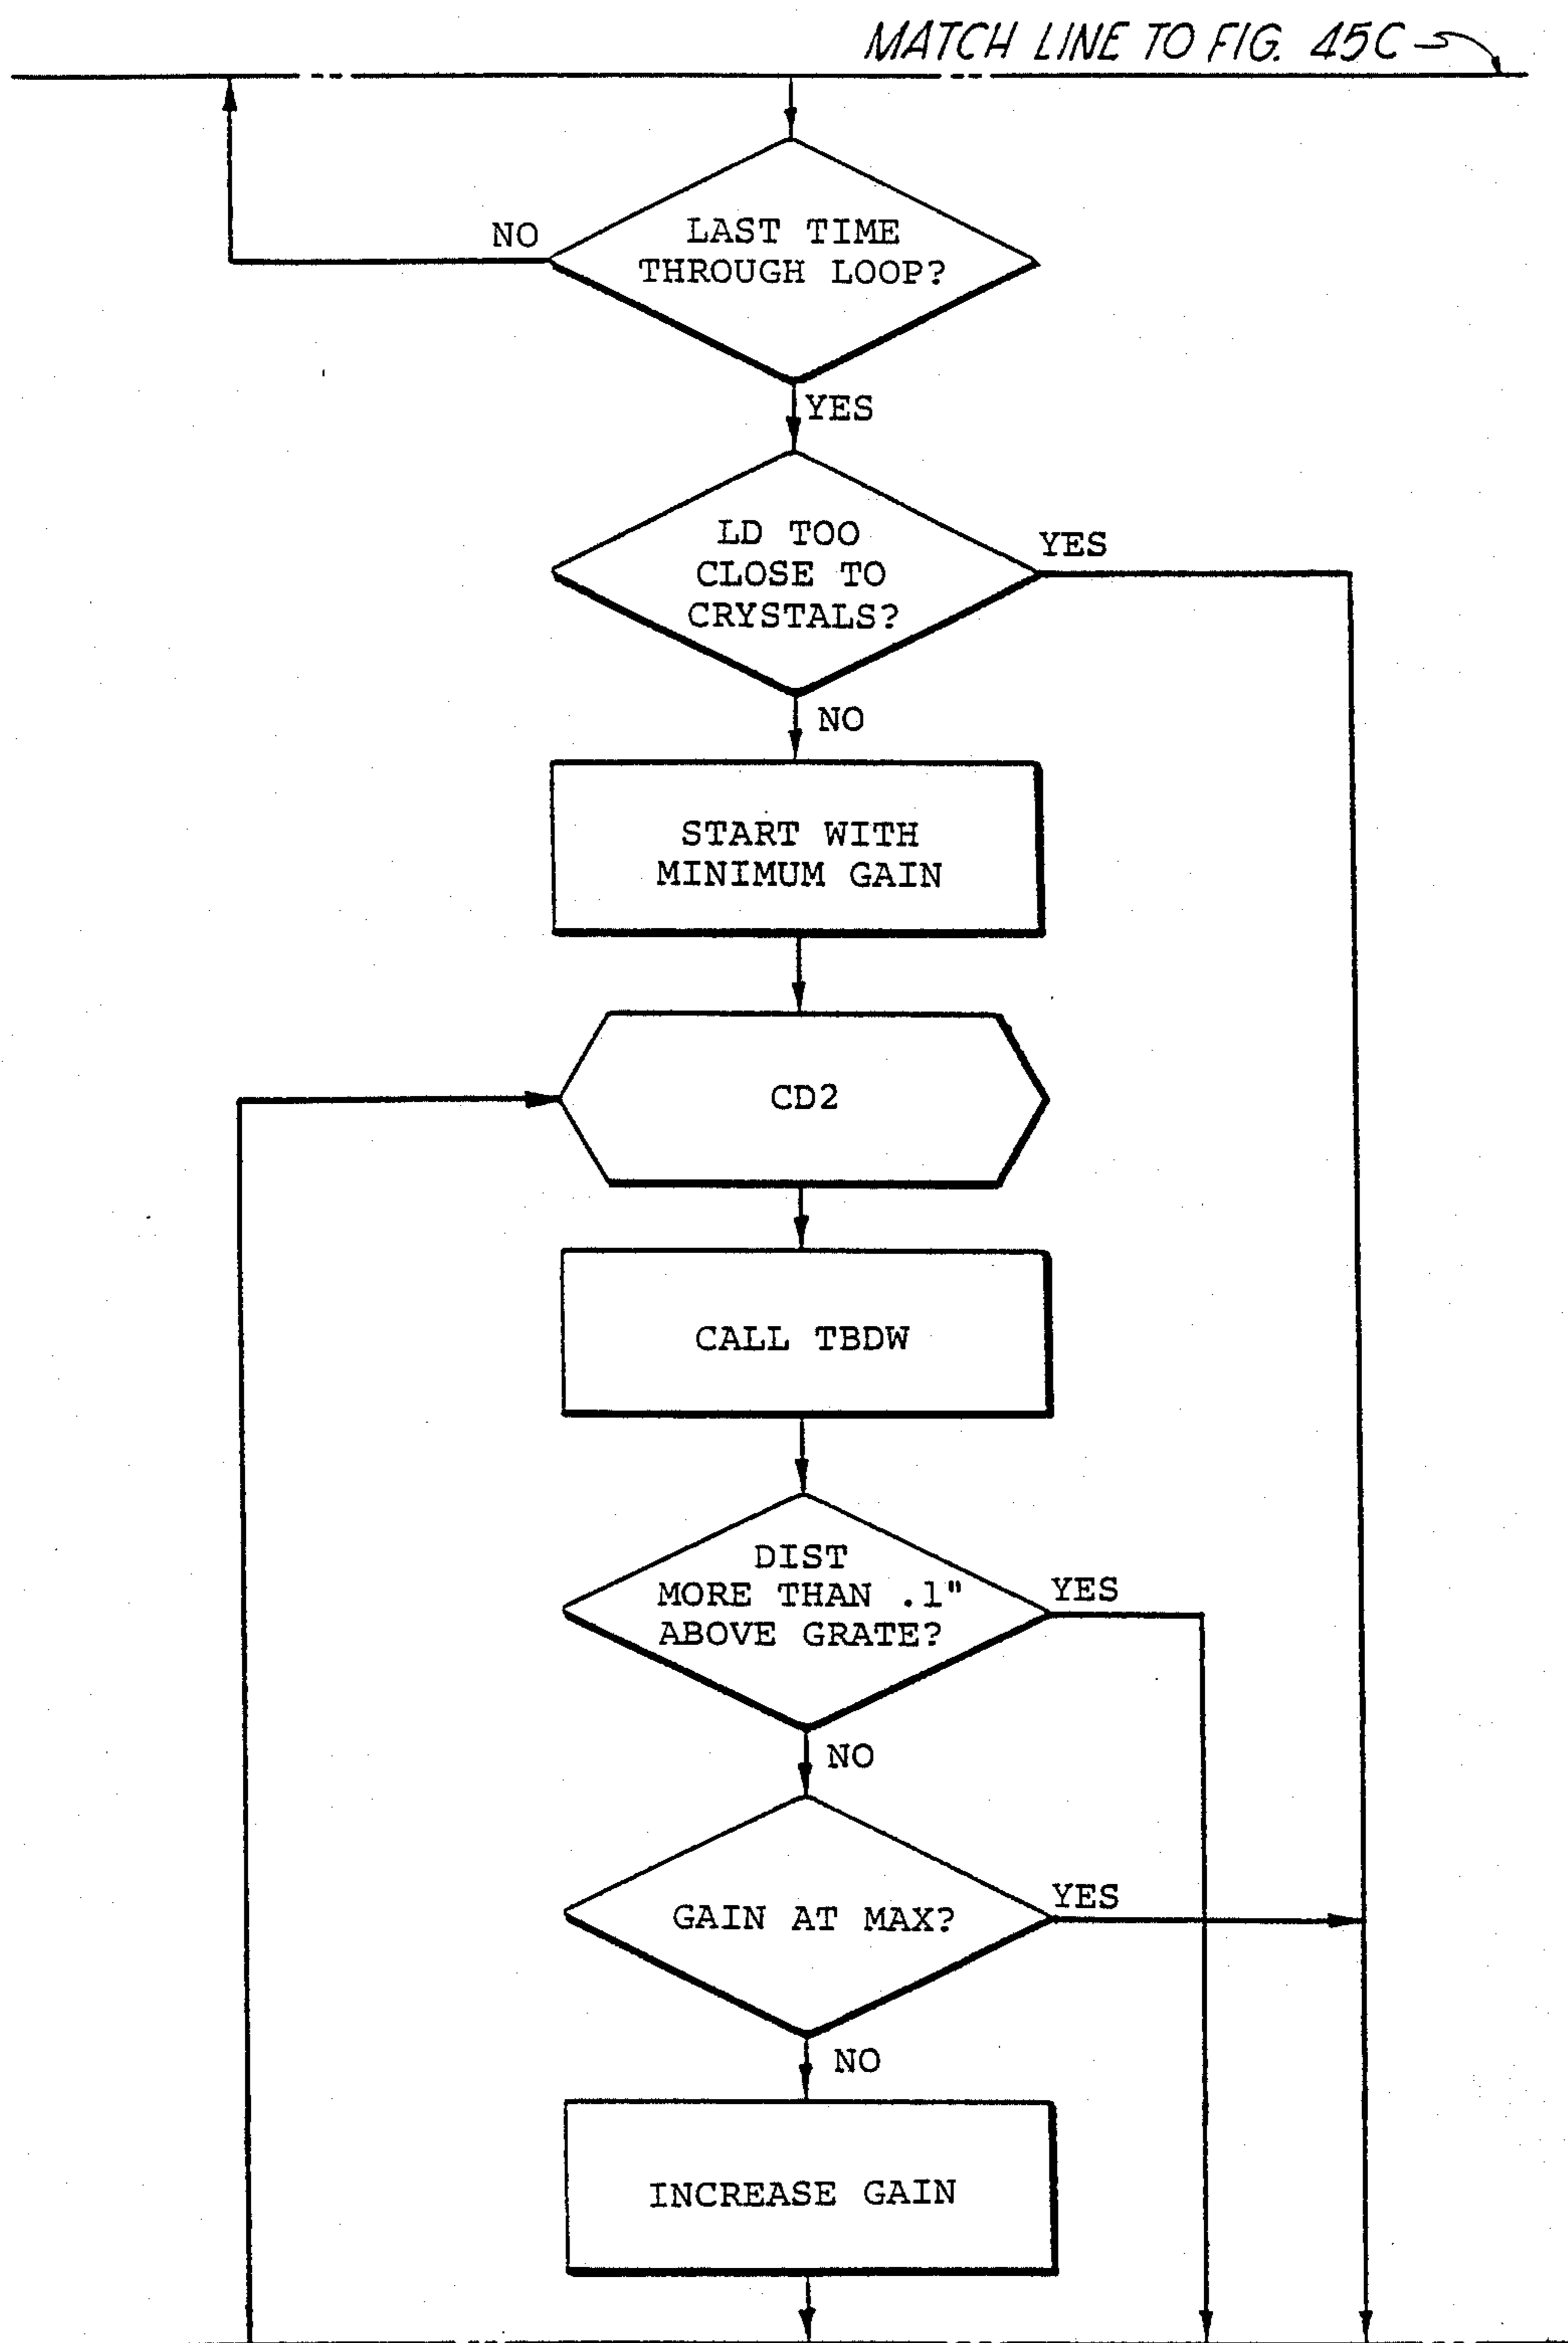 MATCH LINE TO FIG. 45C
NO
LAST TIME
THROUGH LOOP?
YES
LD TOO
CLOSE TO
CRYSTALS?
YES
NO
START WITH
MINIMUM GAIN
CD2
CALL TBDW
DIST
MORE THAN .1"
ABOVE GRATE?
YES
NO
GAIN AT MAX?
YES
NO
INCREASE GAIN